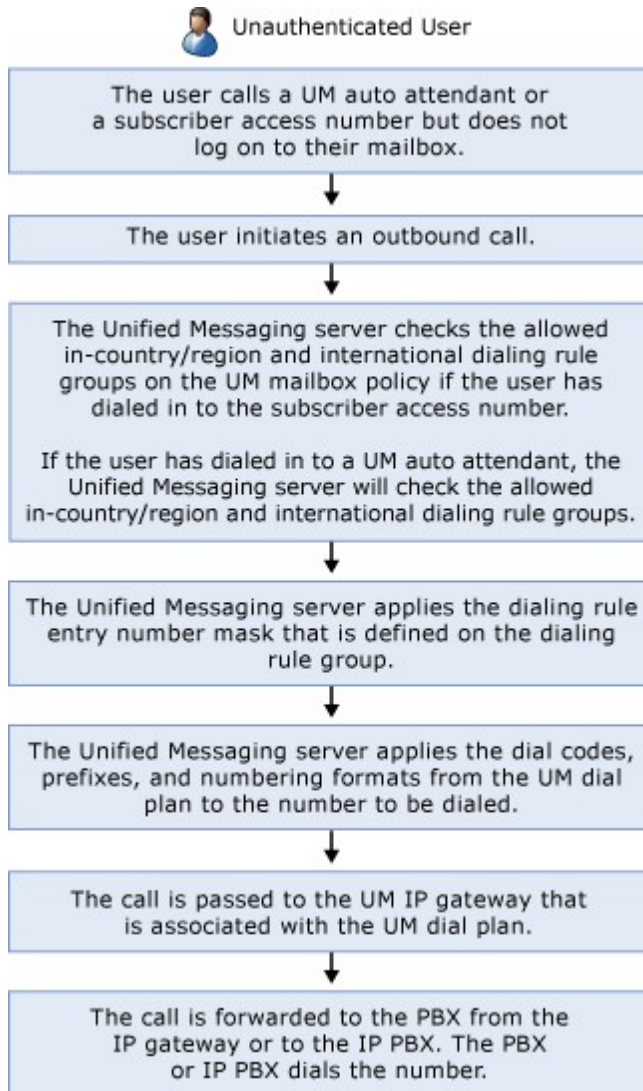 Unauthenticated User
The user calls a UM auto attendant or
a subscriber access number but does not
log on to their mailbox.
The user initiates an outbound call.
The Unified Messaging server checks the allowed
in-country/region and international dialing rule
groups on the UM mailbox policy if the user has
dialed in to the subscriber access number.
If the user has dialed in to a UM auto attendant, the
Unified Messaging server will check the allowed
in-country/region and international dialing rule groups.
The Unified Messaging server applies the dialing rule
entry number mask that is defined on the dialing
rule group.
The Unified Messaging server applies the dial codes,
prefixes, and numbering formats from the UM dial
plan to the number to be dialed.
The call is passed to the UM IP gateway that
is associated with the UM dial plan.
The call is forwarded to the PBX from the
IP gateway or to the IP PBX. The PBX
or IP PBX dials the number.